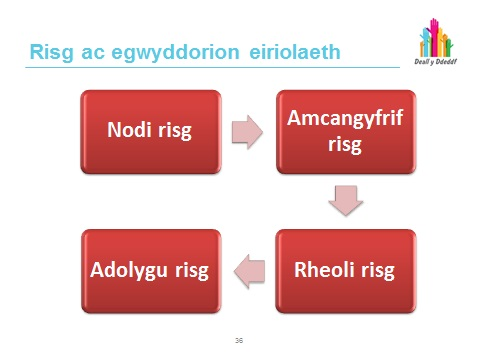 Risg ac egwyddorion eiriolaeth
Deall y Ddeddf
Nodi risg
Amcangyfrif
risg
Adolygu risg
Rheoli risg
36